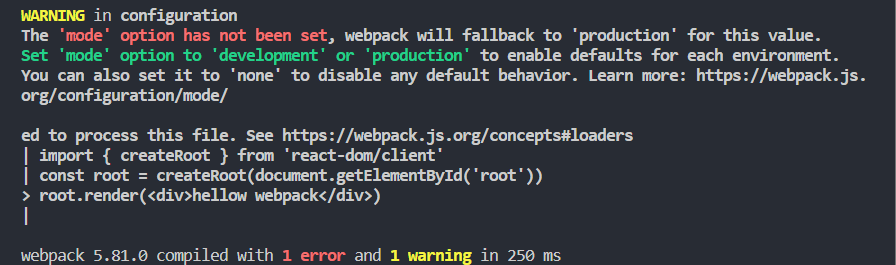 WARNING in configuration
The 'mode' option has not been set, webpack will fallback to 'production' for this value.
Set 'mode' option to 'development' or 'production' to enable defaults for each environment.
You can also set it to 'none' to disable any default behavior. Learn more: https://webpack.js.
org/configuration/mode/
ed to process this file. See https://webpack.js.org/concepts#loaders
| import { createRoot } from 'react-dom/client'
| const root = createRoot(document.getElementById('root'))
> root.render(<div>hellow webpack</div>)
|
webpack 5.81.0 compiled with 1 error and 1 warning in 250 ms